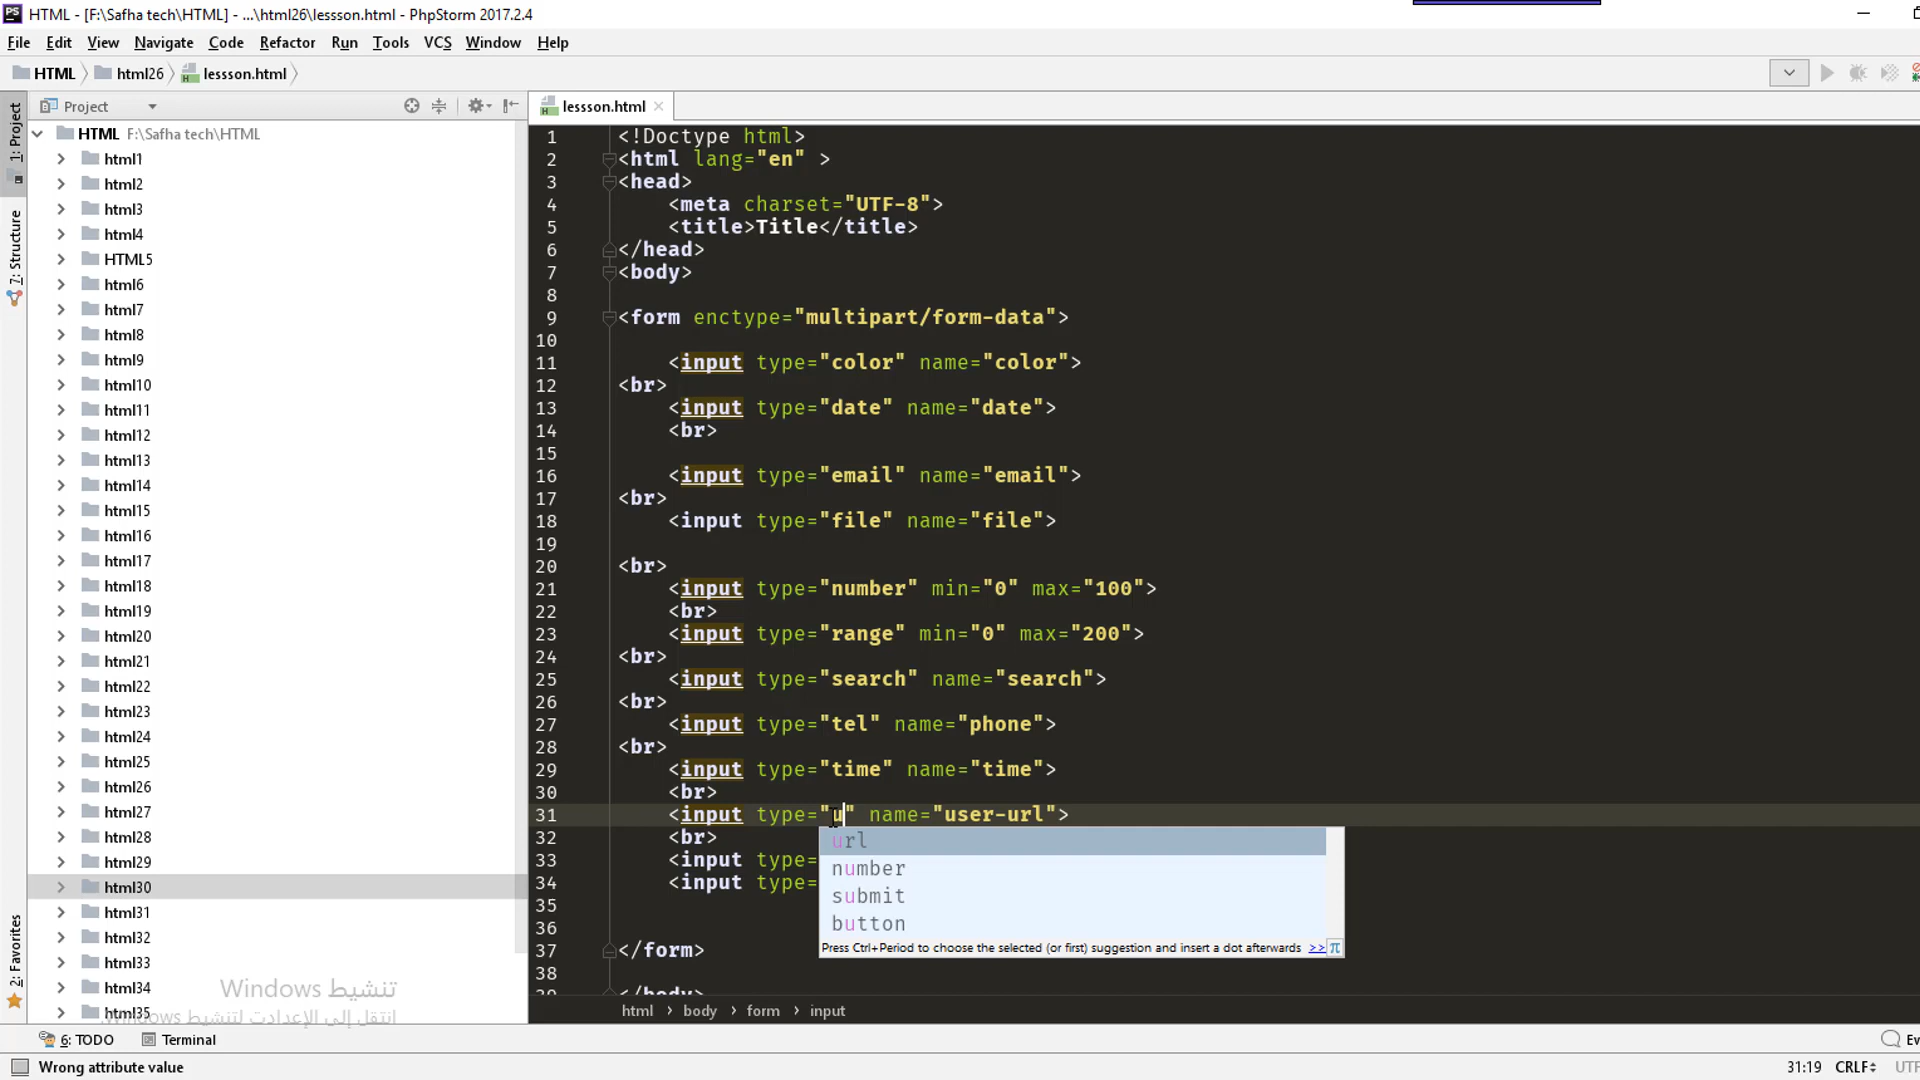 HTML - [F:\Safha tech\HTML] - ...\html26\lessson.html - PhpStorm 2017.2.4
File Edit View Navigate Code Refactor Run Tools VCS Window Help
HTML html26 lessson.html
1: Project
7: Structure
2: Favorites
Project
HTML F:\Safha tech\HTML
html1
html2
html3
html4
HTML5
html6
html7
html8
html9
html10
html11
html12
html13
html14
html15
html16
html17
html18
html19
html20
html21
html22
html23
html24
html25
html26
html27
html28
html29
html30
html31
html32
html33
html34
html35
lessson.html
1 <!Doctype html>
2 <html lang="en" >
3 <head>
4 <meta charset="UTF-8">
5 <title>Title</title>
6 </head>
7 <body>
8
9 <form enctype="multipart/form-data">
10
11 <input type="color" name="color">
12 <br>
13 <input type="date" name="date">
14 <br>
15
16 <input type="email" name="email">
17 <br>
18 <input type="file" name="file">
19
20 <br>
21 <input type="number" min="0" max="100">
22 <br>
23 <input type="range" min="0" max="200">
24 <br>
25 <input type="search" name="search">
26 <br>
27 <input type="tel" name="phone">
28 <br>
29 <input type="time" name="time">
30 <br>
31 <input type="u" name="user-url">
32 <br>
33 <input type=
34 <input type=
35
36
37 </form>
38
39 </body>
url
number
submit
button
Press Ctrl+Period to choose the selected (or first) suggestion and insert a dot afterwards >> π
html body form input
تنشيط Windows
انتقل إلى الإعدادت لتنشيط Windows.
6: TODO Terminal
Wrong attribute value
31:19 CRLF